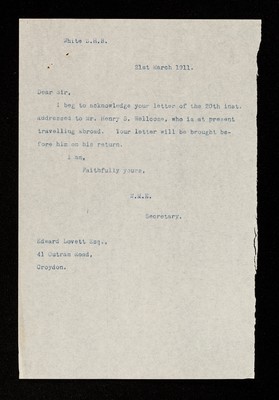 White D.H.S.
21st March 1911.
Dear Sir,
I beg to acknowledge your letter of the 20th inst.
addressed to Mr. Henry S. Wellcome, who is at present
travelling abroad. Your letter will be brought be-
fore him on his return.
I am,
Faithfully yours,
Secretary.
Edward Lovett Esq.,
41 Outram Road,
Croydon.